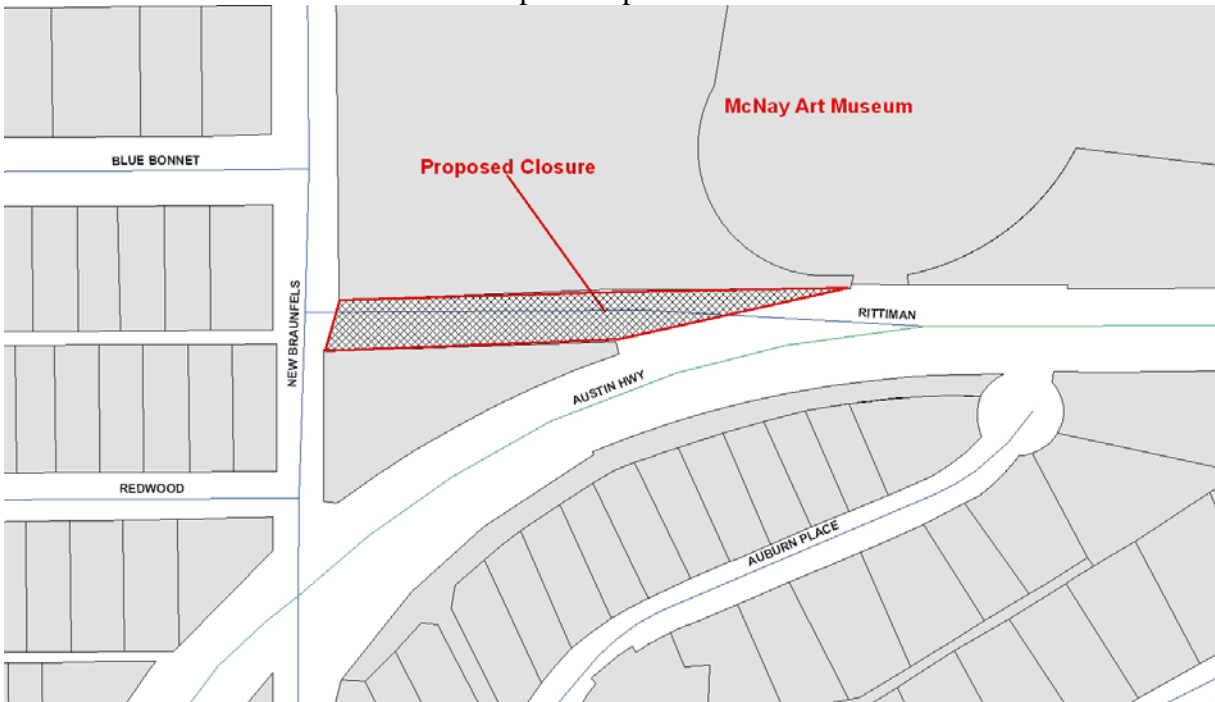 McNay Art Museum
BLUE BONNET
Proposed Closure
NEW BRAUNFELS
RITTIMAN
AUSTIN HWY
REDWOOD
AUBURN PLACE